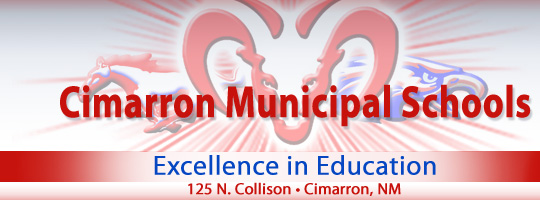 Cimarron Municipal Schools
Excellence in Education
125 N. Collison • Cimarron, NM